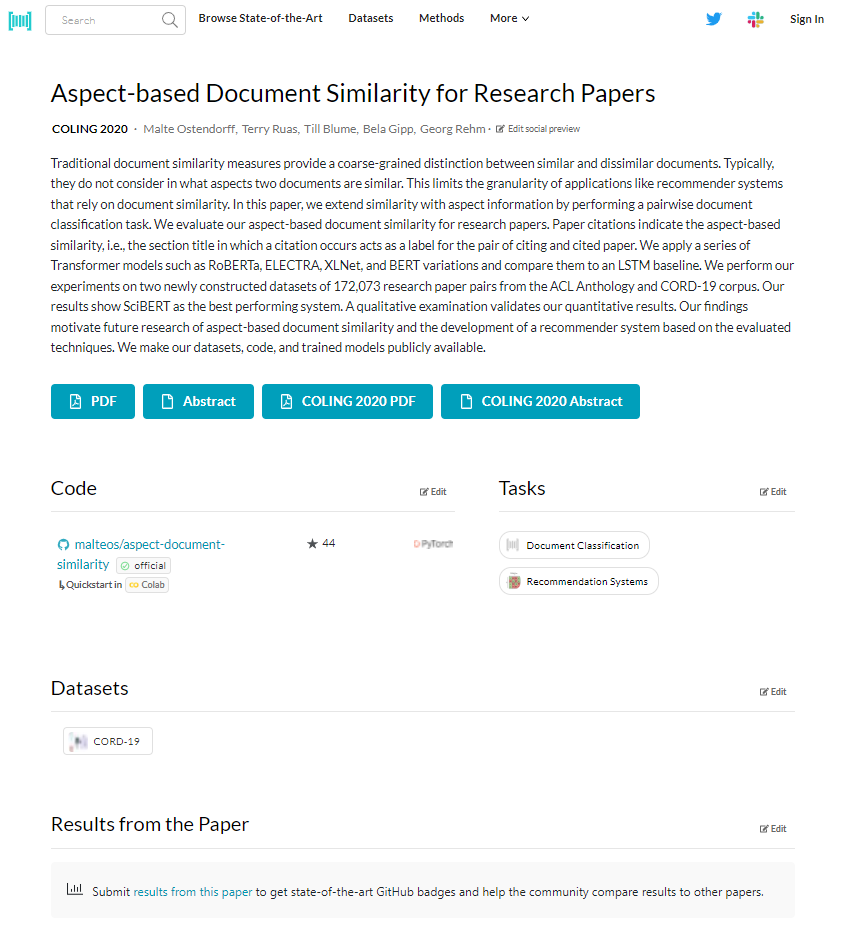 Search
Browse State-of-the-Art
Datasets
Methods
More
Sign In
Aspect-based Document Similarity for Research Papers
COLING 2020 · Malte Ostendorff, Terry Ruas, Till Blume, Bela Gipp, Georg Rehm · Edit social preview
Traditional document similarity measures provide a coarse-grained distinction between similar and dissimilar documents. Typically,
they do not consider in what aspects two documents are similar. This limits the granularity of applications like recommender systems
that rely on document similarity. In this paper, we extend similarity with aspect information by performing a pairwise document
classification task. We evaluate our aspect-based document similarity for research papers. Paper citations indicate the aspect-based
similarity, i.e., the section title in which a citation occurs acts as a label for the pair of citing and cited paper. We apply a series of
Transformer models such as RoBERTa, ELECTRA, XLNet, and BERT variations and compare them to an LSTM baseline. We perform our
experiments on two newly constructed datasets of 172,073 research paper pairs from the ACL Anthology and CORD-19 corpus. Our
results show SciBERT as the best performing system. A qualitative examination validates our quantitative results. Our findings
motivate future research of aspect-based document similarity and the development of a recommender system based on the evaluated
techniques. We make our datasets, code, and trained models publicly available.
PDF
Abstract
COLING 2020 PDF
COLING 2020 Abstract
Code
Edit
malteos/aspect-document-
similarity
official
Quickstart in
Colab
44
PyTorch
Tasks
Edit
Document Classification
Recommendation Systems
Datasets
Edit
CORD-19
Results from the Paper
Edit
Submit results from this paper to get state-of-the-art GitHub badges and help the community compare results to other papers.